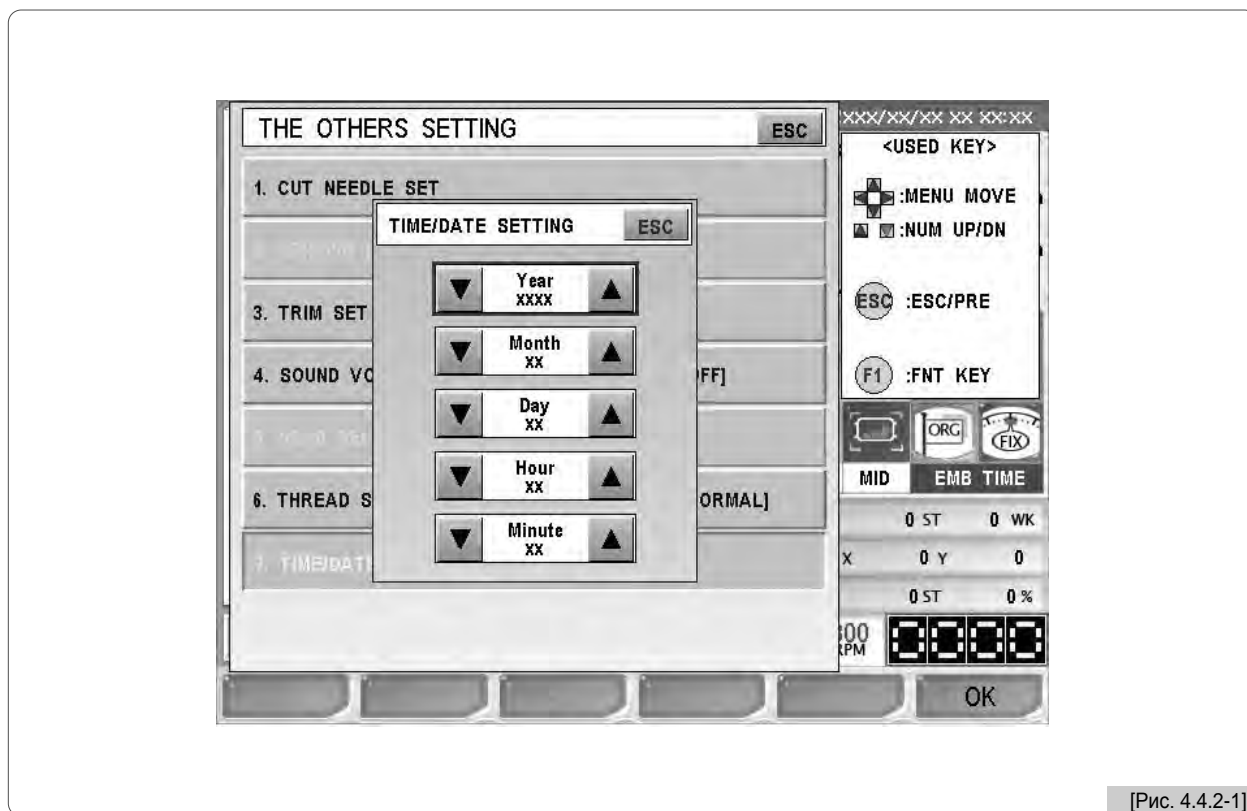 THE OTHERS SETTING
ESC
XXX/XX/XX XX XX:XX
<USED KEY>
1. CUT NEEDLE SET
:MENU MOVE
TIME/DATE SETTING
ESC
:NUM UP/DN
Year
XXXX
ESC :ESC/PRE
3. TRIM SET
Month
XX
4. SOUND VO
FF]
F1 :FNT KEY
Day
XX
ORG
FIX
MID
EMB TIME
Hour
XX
6. THREAD S
ORMAL]
0 ST 0 WK
Minute
XX
7. TIME/DAT
X 0 Y 0
0 ST 0 %
RPM
0000
OK
[Рис. 4.4.2-1]